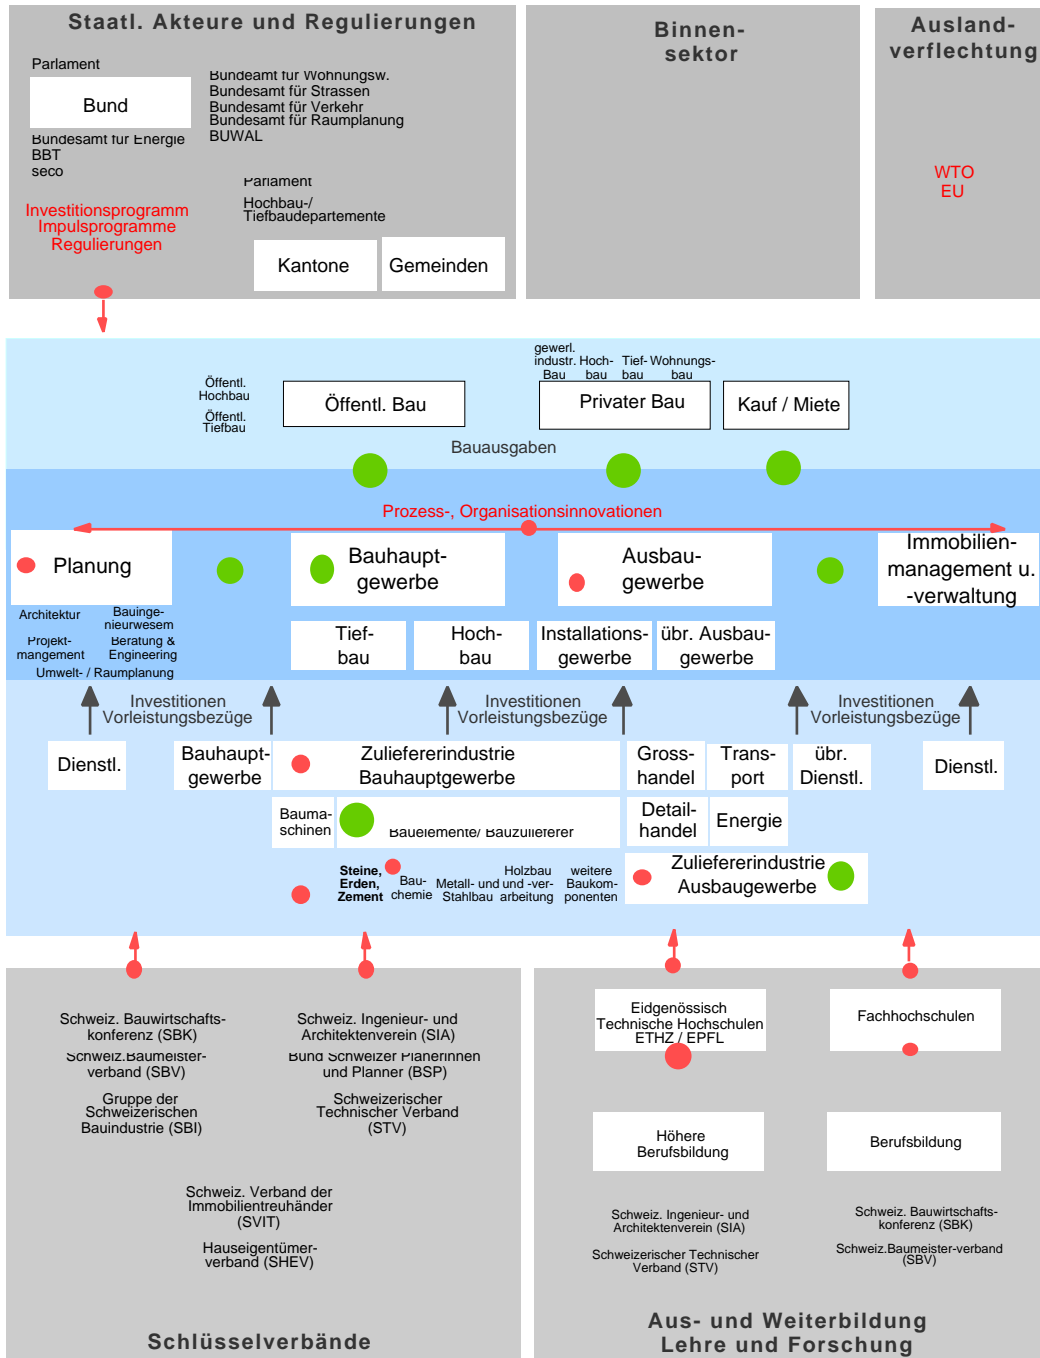 Staatl. Akteure und Regulierungen
Parlament
Bund
Bundeamt für Wohnungsw.
Bundesamt für Strassen
Bundesamt für Verkehr
Bundesamt für Raumplanung
BUWAL
Bundesamt für Energie
BBT
seco
Investitionsprogramm
Impulsprogramme
Regulierungen
Parlament
Hochbau-/
Tiefbaudepartemente
Kantone
Gemeinden
Binnen-
sektor
Ausland-
verflechtung
WTO
EU
Öffentl.
Hochbau
Öffentl.
Tiefbau
Öffentl. Bau
gewerl.
industr.
Bau
Hoch-
bau
Tief-
bau
Wohnungs-
bau
Privater Bau
Kauf / Miete
Bauausgaben
Prozess-, Organisationsinnovationen
Planung
Architektur
Bauinge-
nieurwesem
Projekt-
mangement
Beratung &
Engineering
Umwelt- / Raumplanung
Bauhaupt-
gewerbe
Ausbau-
gewerbe
Immobilien-
management u.
-verwaltung
Tief-
bau
Hoch-
bau
Installations-
gewerbe
übr. Ausbau-
gewerbe
Investitionen
Vorleistungsbezüge
Investitionen
Vorleistungsbezüge
Investitionen
Vorleistungsbezüge
Dienstl.
Bauhaupt-
gewerbe
Zuliefererindustrie
Bauhauptgewerbe
Gross-
handel
Trans-
port
übr.
Dienstl.
Dienstl.
Bauma-
schinen
Bauelemente/ Bauzulieferer
Detail-
handel
Energie
Steine,
Erden,
Zement
Bau-
chemie
Metall- und
Stahlbau
Holzbau
und -ver-
arbeitung
weitere
Baukom-
ponenten
Zuliefererindustrie
Ausbaugewerbe
Schweiz. Bauwirtschafts-
konferenz (SBK)
Schweiz.Baumeister-
verband (SBV)
Gruppe der
Schweizerischen
Bauindustrie (SBI)
Schweiz. Ingenieur- und
Architektenverein (SIA)
Bund Schweizer Planerinnen
und Planner (BSP)
Schweizerischer
Technischer Verband
(STV)
Schweiz. Verband der
Immobilientreuhänder
(SVIT)
Hauseigentümer-
verband (SHEV)
Schlüsselverbände
Eidgenössisch
Technische Hochschulen
ETHZ / EPFL
Fachhochschulen
Höhere
Berufsbildung
Berufsbildung
Schweiz. Ingenieur- und
Architektenverein (SIA)
Schweizerischer Technischer
Verband (STV)
Schweiz. Bauwirtschafts-
konferenz (SBK)
Schweiz.Baumeister-verband
(SBV)
Aus- und Weiterbildung
Lehre und Forschung